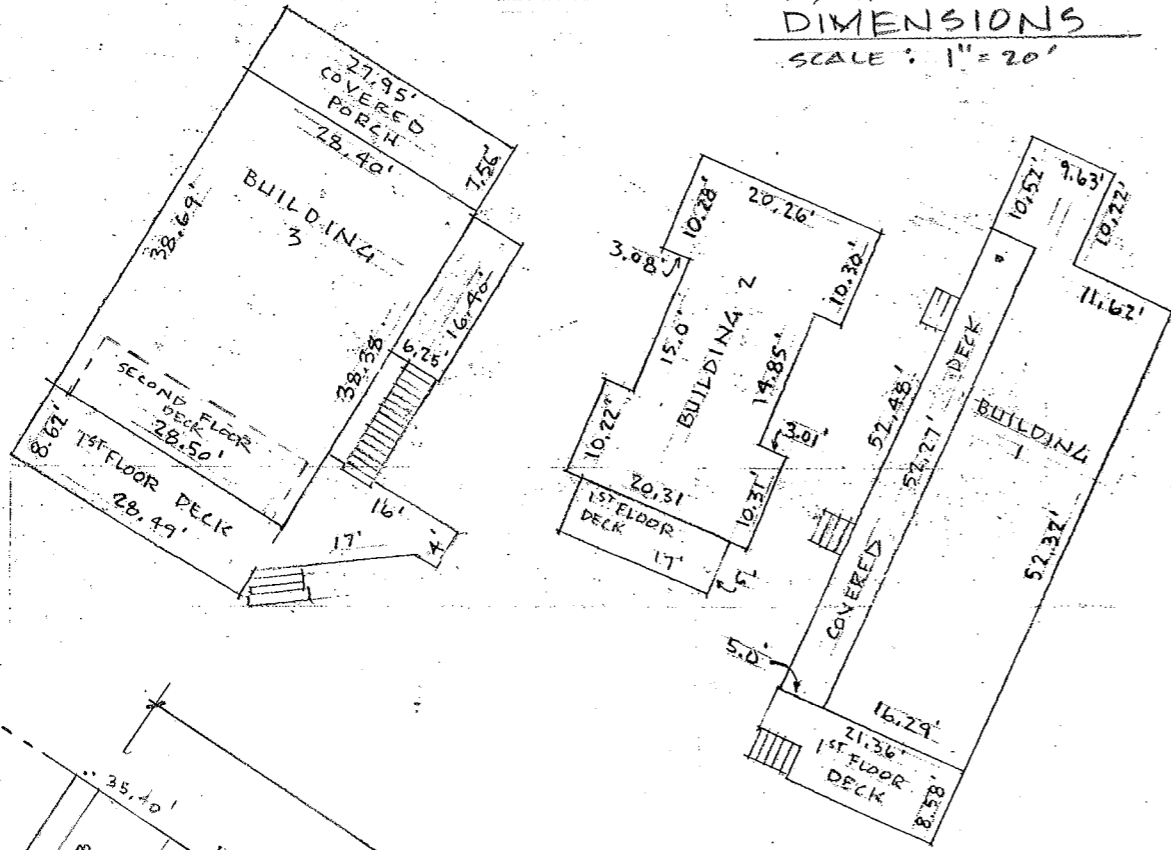 DIMENSIONS
SCALE : 1" = 20'
27.95'
COVERED
PORCH
28.40'
7.56'
BUILDING
3
38.69'
38.38'
16.40'
6.25'
SECOND FLOOR
DECK
28.50'
8.62'
1ST FLOOR DECK
28.49'
16'
17'
4'
10.28'
20.26'
3.08'
10.30'
15.0'
BUILDING 2
14.85'
10.22'
3.01'
20.31
10.31'
1ST FLOOR
DECK
17'
5'
10.52'
9.63'
10.22'
11.62'
COVERED DECK
52.48'
52.27'
BUILDING
1
52.32'
5.0'
16.29'
21.36'
1ST FLOOR
DECK
8.58'
35.40'